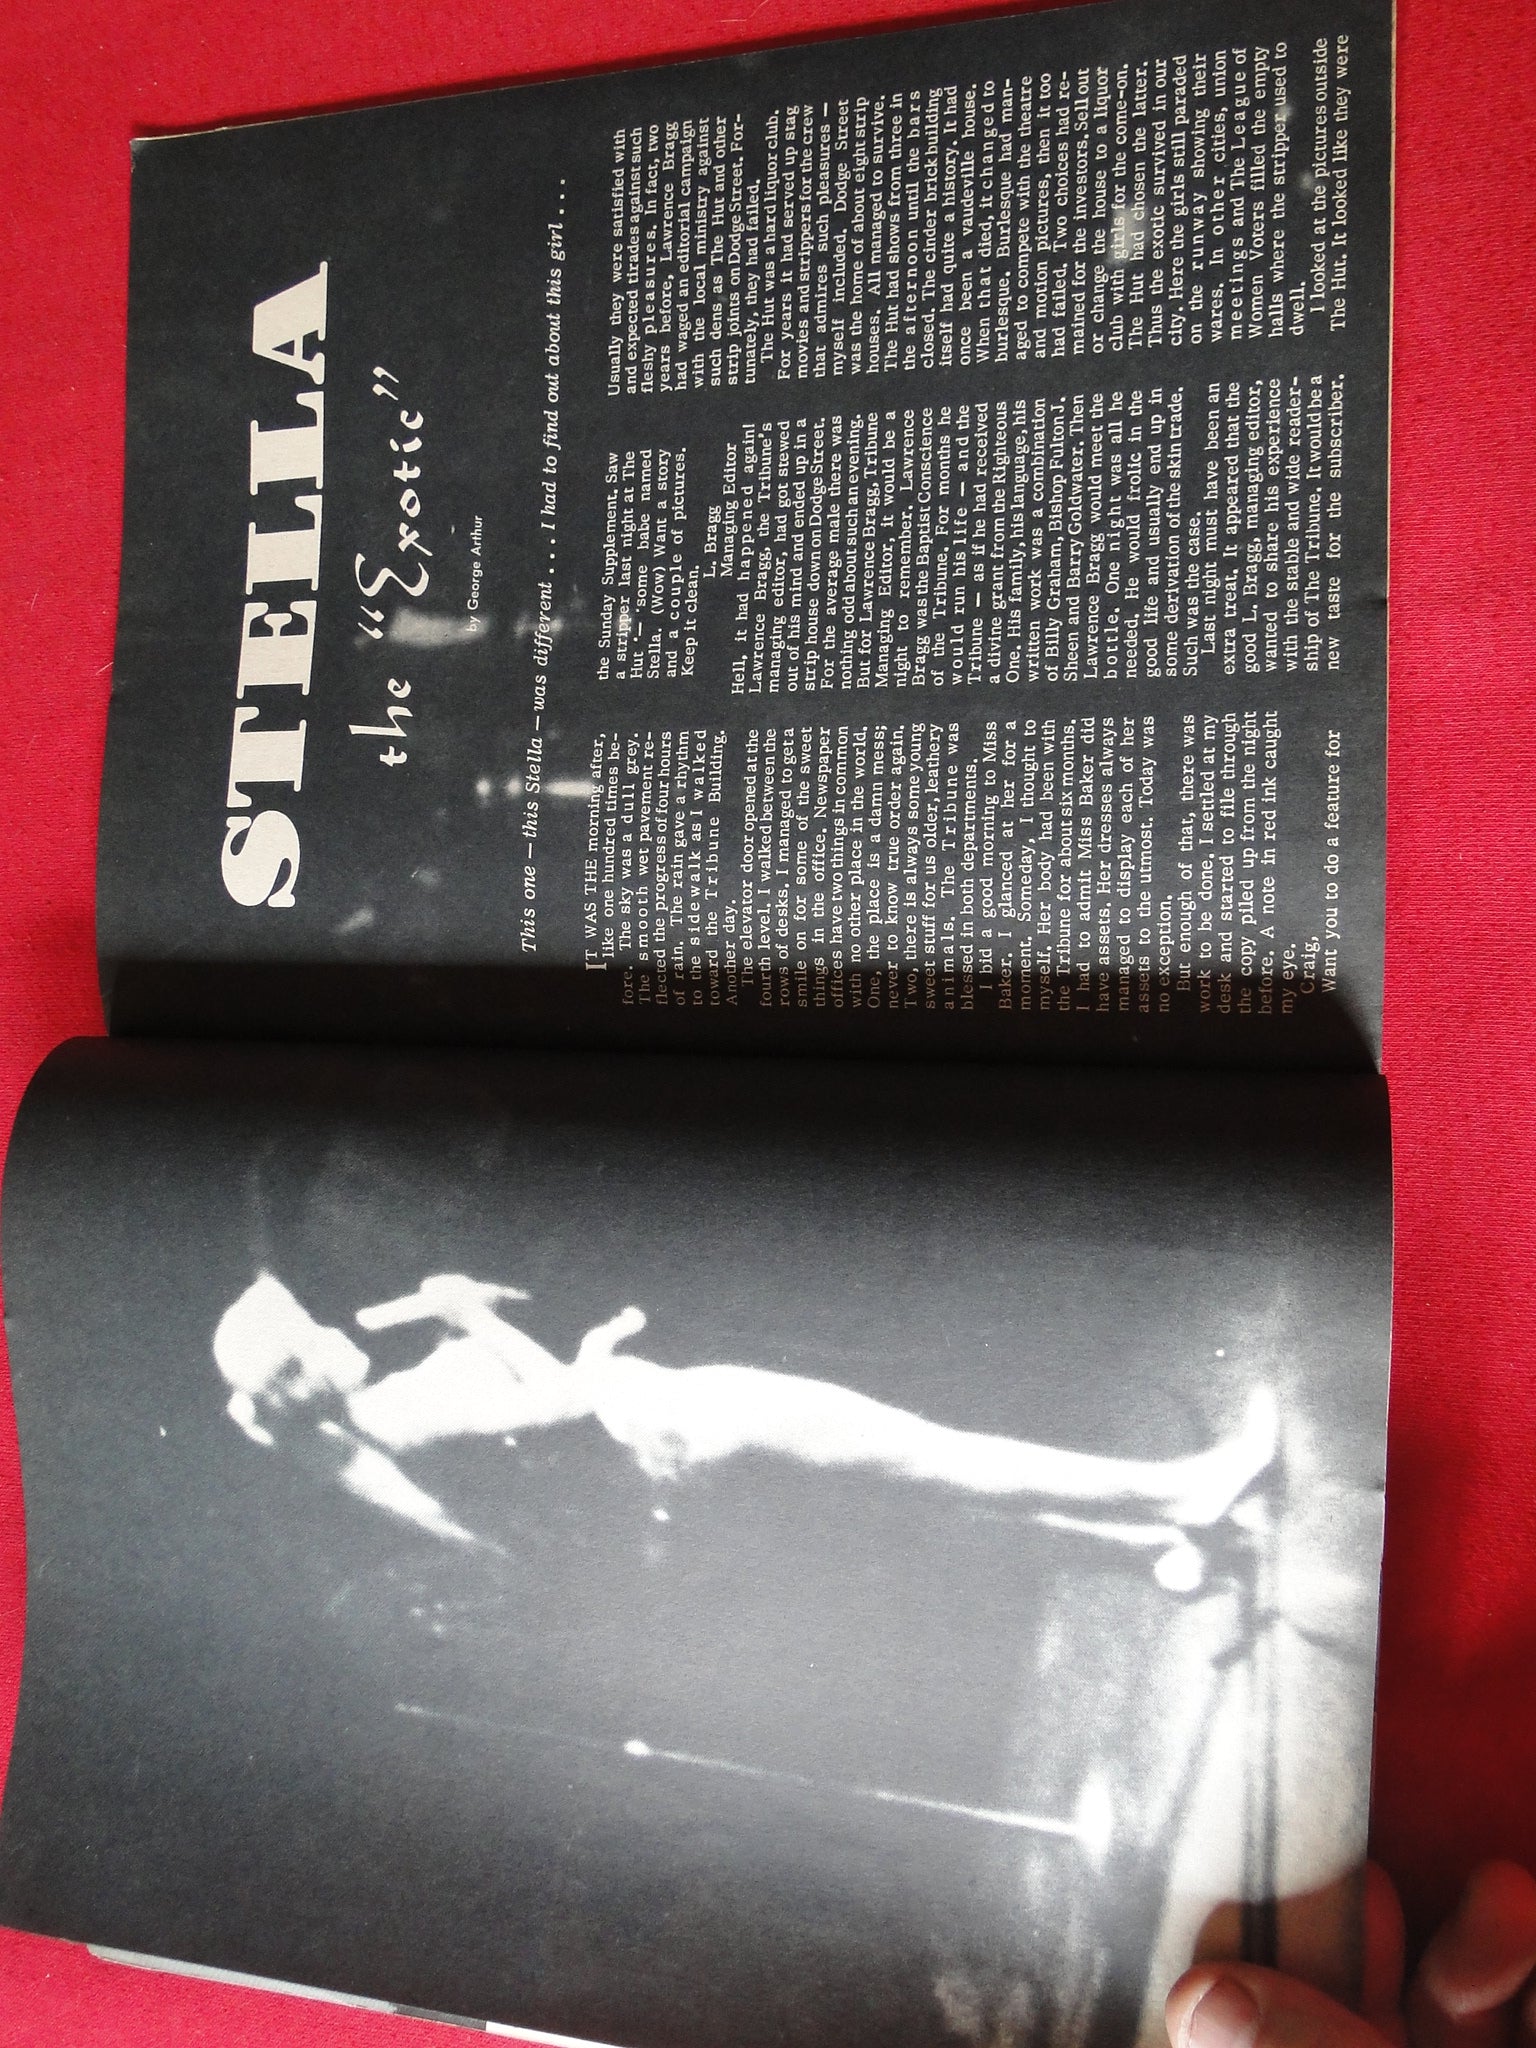 STELLA
the "Exotic"
by George Arthur
This one — this Stella — was different . . . I had to find out about this girl . . .
IT WAS THE morning after,
like one hundred times be-
fore. The sky was a dull grey.
The smooth wet pavement re-
flected the progress of four hours
of rain. The rain gave a rhythm
to the sidewalk as I walked
toward the Tribune Building.
Another day.
The elevator door opened at the
fourth level. I walked between the
rows of desks. I managed to get a
smile on for some of the sweet
things in the office. Newspaper
offices have two things in common
with no other place in the world.
One, the place is a damn mess;
never to know true order again.
Two, there is always some young
sweet stuff for us older, leathery
animals. The Tribune was
blessed in both departments.
I bid a good morning to Miss
Baker. I glanced at her for a
moment. Someday, I thought to
myself. Her body had been with
the Tribune for about six months.
I had to admit Miss Baker did
have assets. Her dresses always
managed to display each of her
assets to the utmost. Today was
no exception.
But enough of that, there was
work to be done. I settled at my
desk and started to file through
the copy piled up from the night
before. A note in red ink caught
my eye.
Craig,
Want you to do a feature for
the Sunday Supplement. Saw
a stripper last night at The
Hut — some babe named
Stella. (Wow) Want a story
and a couple of pictures.
Keep it clean.
L. Bragg
Managing Editor
Hell, it had happened again!
Lawrence Bragg, the Tribune's
managing editor, had got stewed
out of his mind and ended up in a
strip house down on Dodge Street.
For the average male there was
nothing odd about such an evening.
But for Lawrence Bragg, Tribune
Managing Editor, it would be a
night to remember. Lawrence
Bragg was the Baptist Conscience
of the Tribune. For months he
would run his life — and the
Tribune — as if he had received
a divine grant from the Righteous
One. His family, his language, his
written work was a combination
of Billy Graham, Bishop Fulton J.
Sheen and Barry Goldwater. Then
Lawrence Bragg would meet the
bottle. One night was all he
needed. He would frolic in the
good life and usually end up in
some derivation of the skin trade.
Such was the case.
Last night must have been an
extra treat. It appeared that the
good L. Bragg, managing editor,
wanted to share his experience
with the stable and wide reader-
ship of The Tribune. It would be a
new taste for the subscriber.
Usually they were satisfied with
and expected tirades against such
fleshy pleasures. In fact, two
years before, Lawrence Bragg
had waged an editorial campaign
with the local ministry against
such dens as The Hut and other
strip joints on Dodge Street. For-
tunately, they had failed.
The Hut was a hard liquor club.
For years it had served up stag
movies and strippers for the crew
that admires such pleasures —
myself included. Dodge Street
was the home of about eight strip
houses. All managed to survive.
The Hut had shows from three in
the afternoon until the bars
closed. The cinder brick building
itself had quite a history. It had
once been a vaudeville house.
When that died, it changed to
burlesque. Burlesque had man-
aged to compete with the theatre
and motion pictures, then it too
had failed. Two choices had re-
mained for the investors. Sell out
or change the house to a liquor
club with girls for the come-on.
The Hut had chosen the latter.
Thus the exotic survived in our
city. Here the girls still paraded
on the runway showing their
wares. In other cities, union
meetings and The League of
Women Voters filled the empty
halls where the stripper used to
dwell.
I looked at the pictures outside
The Hut. It looked like they were